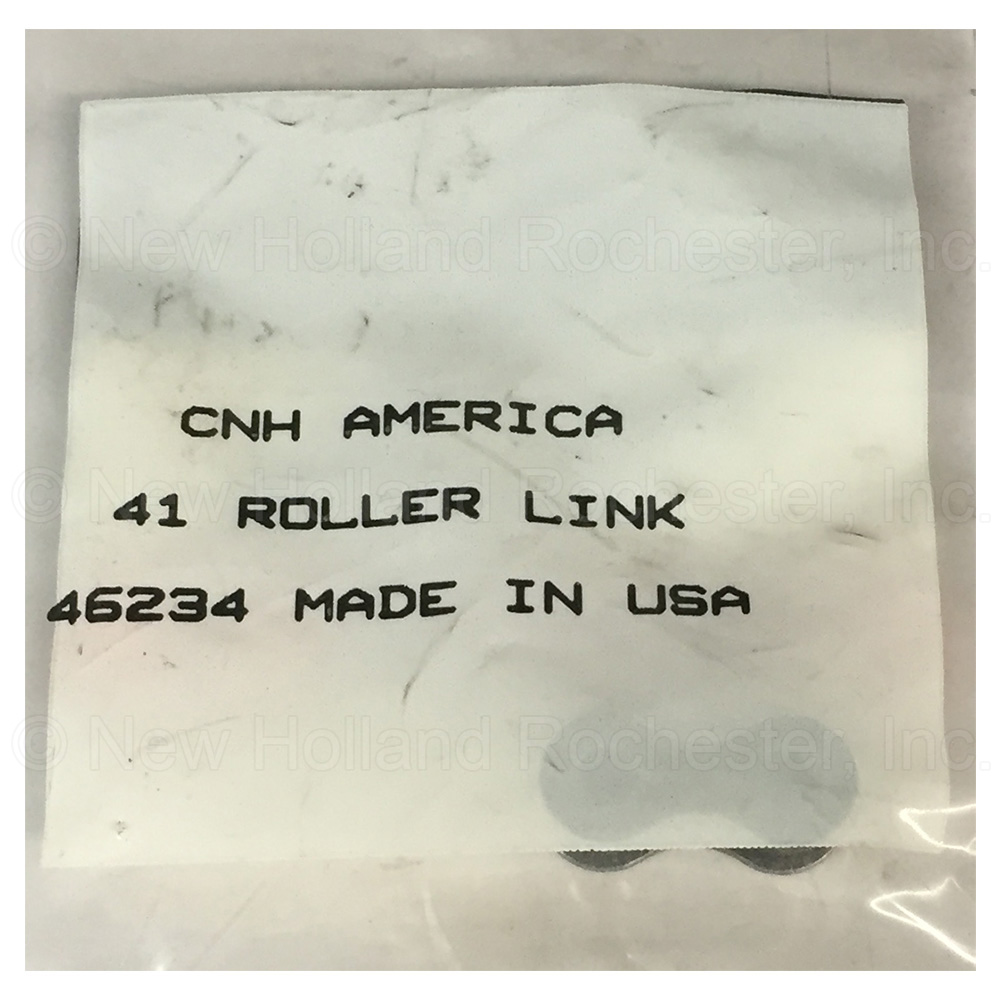 © New Holland Rochester, Inc.
CNH AMERICA
© New Holland Rochester, Inc.
41 ROLLER LINK
46234 MADE IN USA
© New Holland Rochester, Inc.